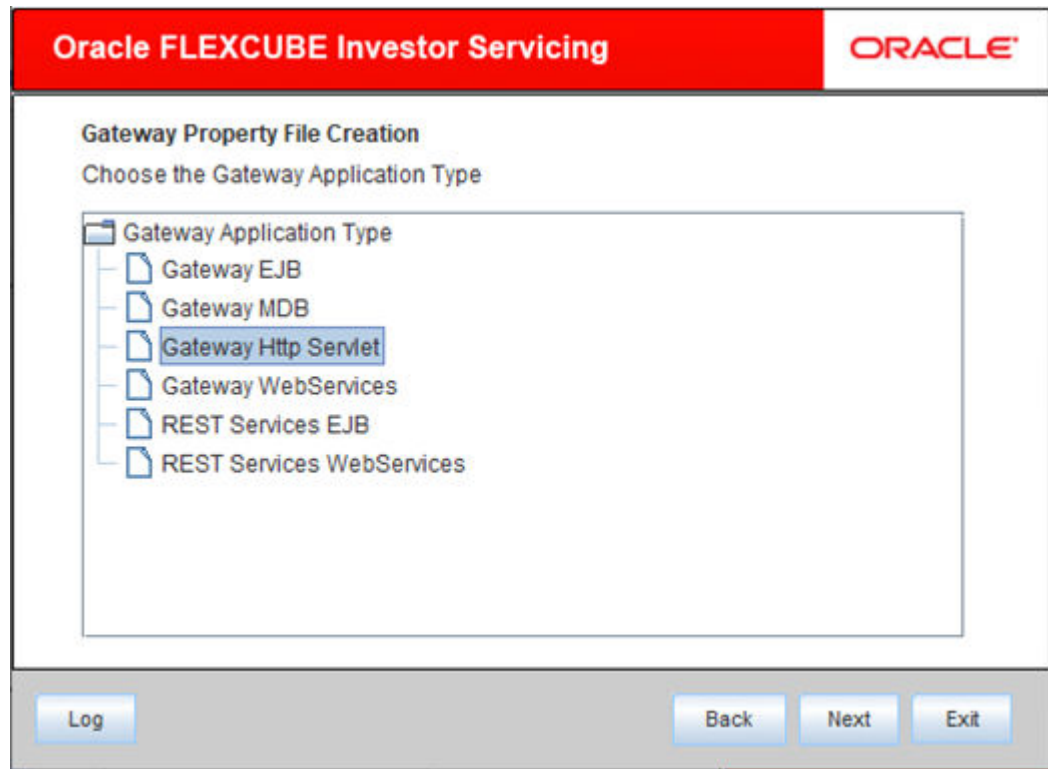 Oracle FLEXCUBE Investor Servicing
ORACLE
Gateway Property File Creation
Choose the Gateway Application Type
Gateway Application Type
Gateway EJB
Gateway MDB
Gateway Http Servlet
Gateway WebServices
REST Services EJB
REST Services WebServices
Log
Back
Next
Exit